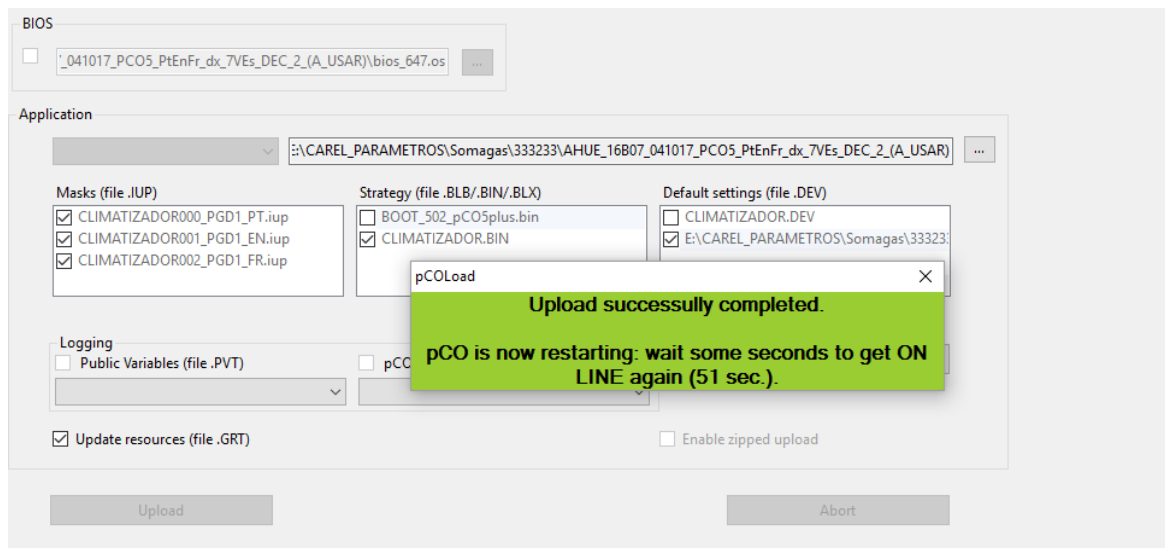 BIOS
'_041017_PCO5_PtEnFr_dx_7VEs_DEC_2_(A_USAR)\bios_647.os
...
Application
:\CAREL_PARAMETROS\Somagas\333233\AHUE_16B07_041017_PCO5_PtEnFr_dx_7VEs_DEC_2_(A_USAR)
...
Masks (file .IUP)
Strategy (file .BLB/.BIN/.BLX)
Default settings (file .DEV)
CLIMATIZADOR000_PGD1_PT.iup
BOOT_502_pCO5plus.bin
CLIMATIZADOR.DEV
CLIMATIZADOR001_PGD1_EN.iup
CLIMATIZADOR.BIN
E:\CAREL_PARAMETROS\Somagas\33323
CLIMATIZADOR002_PGD1_FR.iup
pCOLoad
Upload successully completed.
pCO is now restarting: wait some seconds to get ON
LINE again (51 sec.).
Logging
Public Variables (file .PVT)
pCO
Update resources (file .GRT)
Enable zipped upload
Upload
Abort